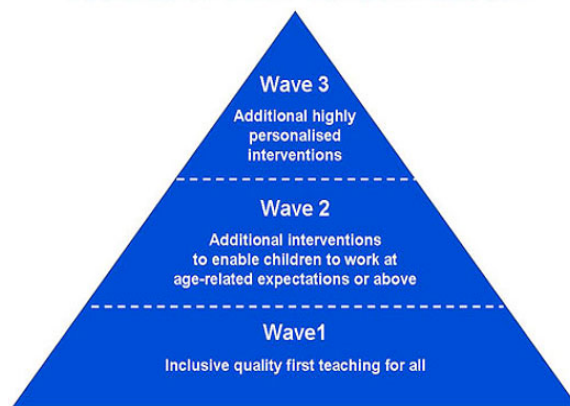 Wave 3
Additional highly
personalised
interventions
Wave 2
Additional interventions
to enable children to work at
age-related expectations or above
Wave1
Inclusive quality first teaching for all